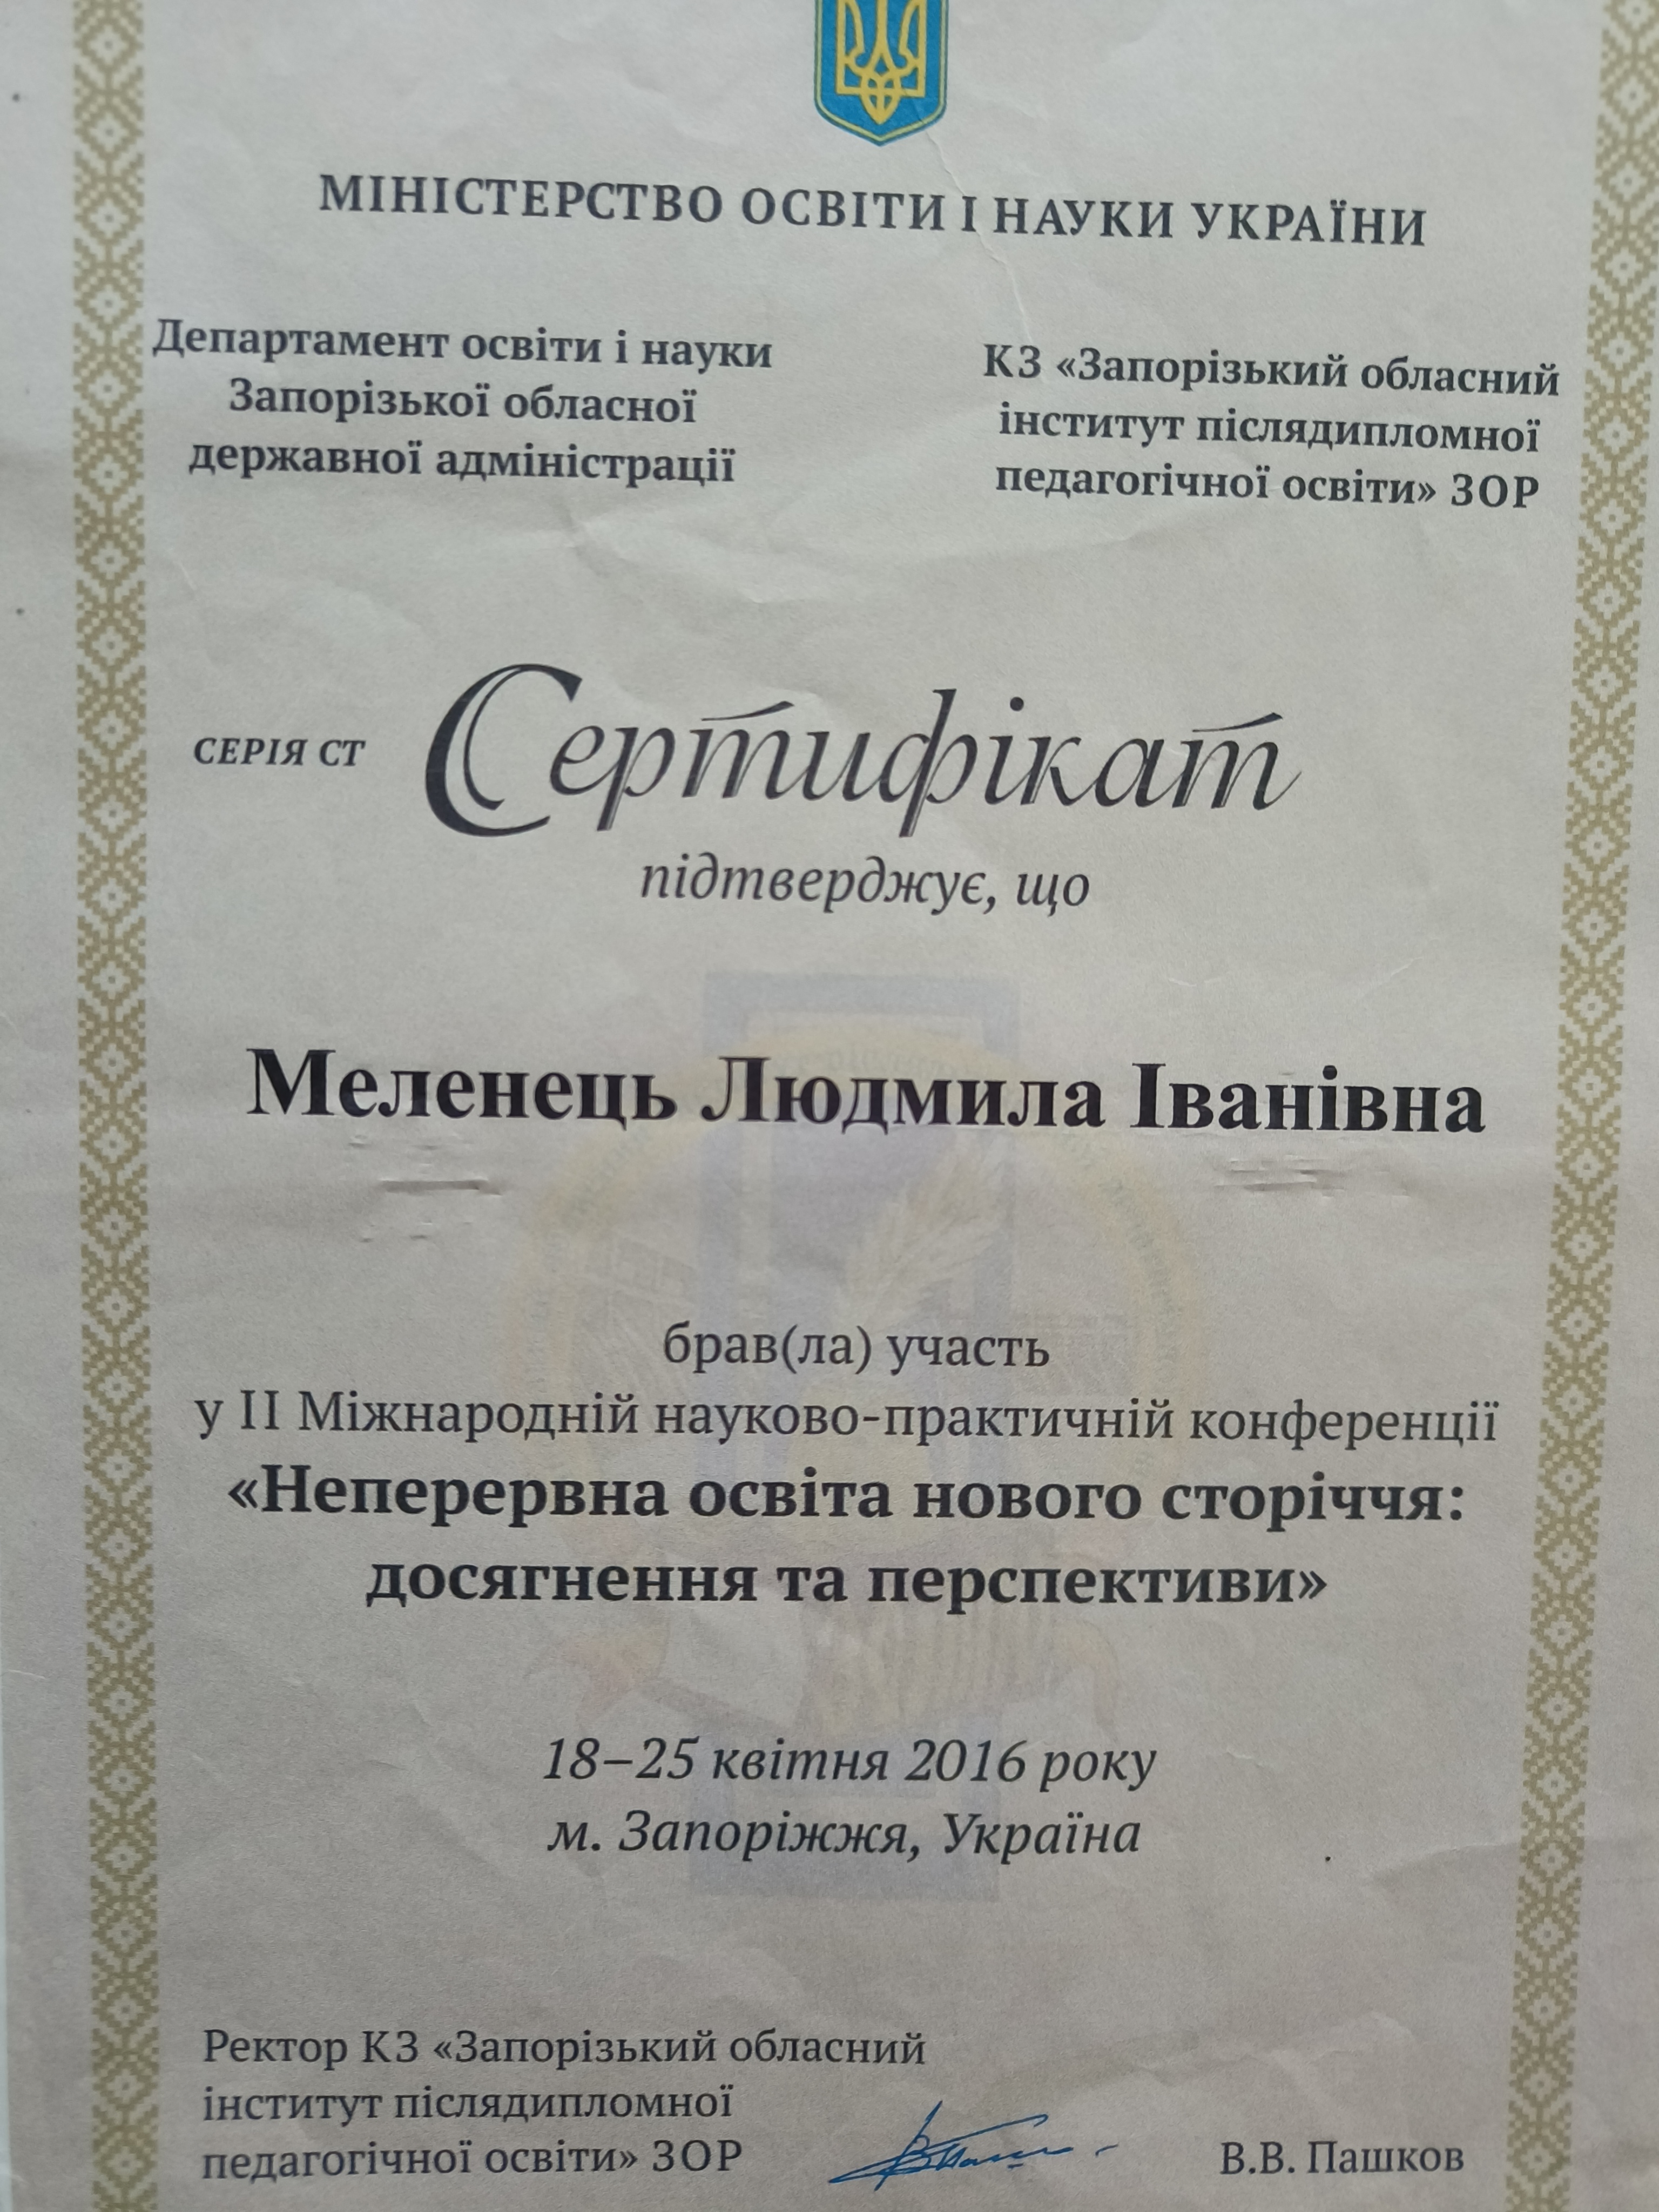 МІНІСТЕРСТВО ОСВІТИ І НАУКИ УКРАЇНИ
Департамент освіти і науки
Запорізької обласної
державної адміністрації
КЗ «Запорізький обласний
інститут післядипломної
педагогічної освіти» ЗОР
СЕРІЯ СТ
Сертифікат
підтверджує, що
Меленець Людмила Іванівна
брав(ла) участь
у ІІ Міжнародній науково-практичній конференції
«Неперервна освіта нового сторіччя:
досягнення та перспективи»
18–25 квітня 2016 року
м. Запоріжжя, Україна
Ректор КЗ «Запорізький обласний
інститут післядипломної
педагогічної освіти» ЗОР
В.В. Пашков